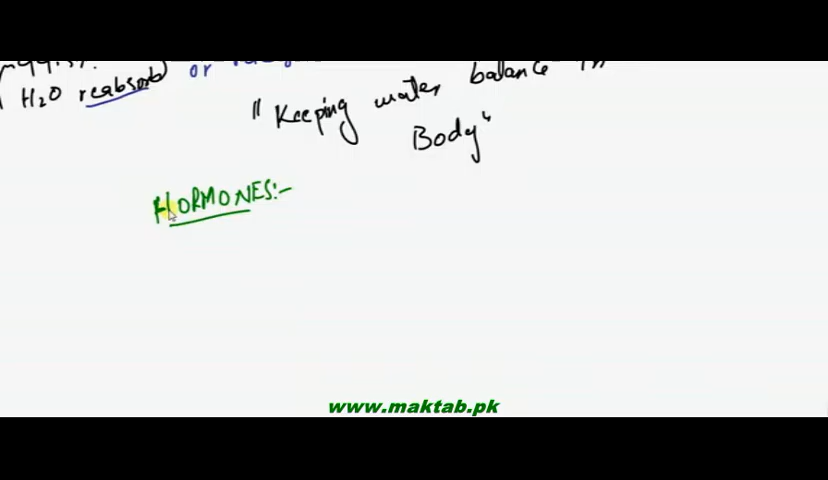 H₂O reabsorb or
"Keeping water balance in
Body"
HORMONES:-
www.maktab.pk